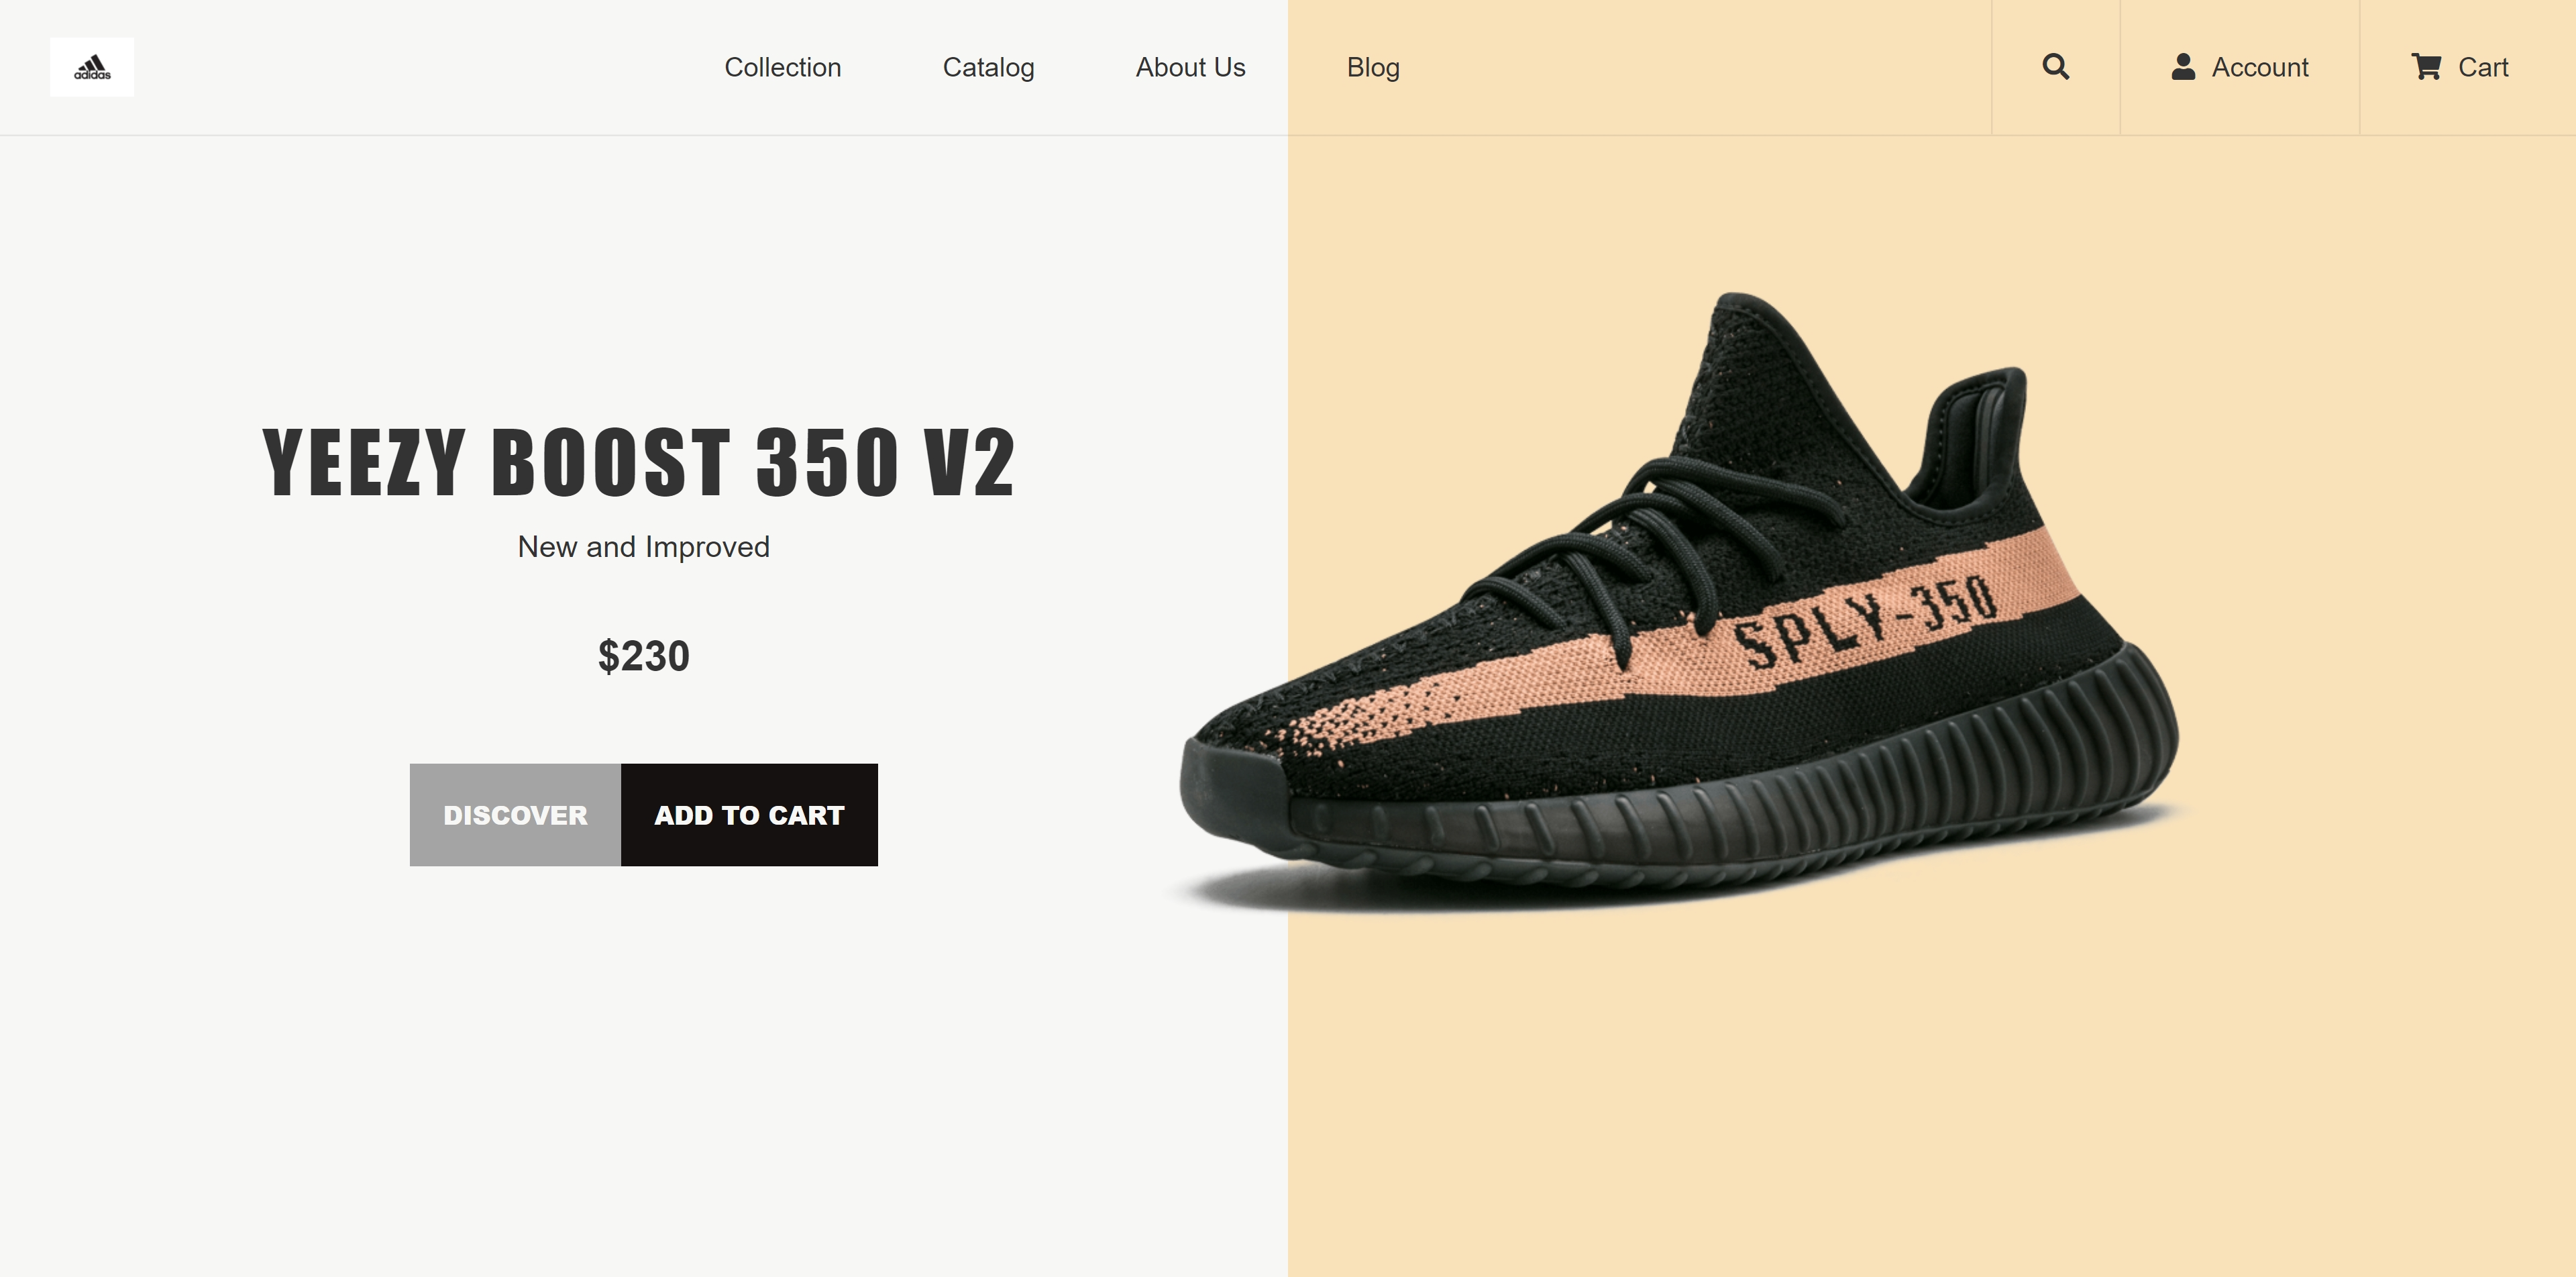 adidas
Collection Catalog About Us Blog Account Cart
YEEZY BOOST 350 V2
New and Improved
$230
DISCOVER ADD TO CART
SPLY-350